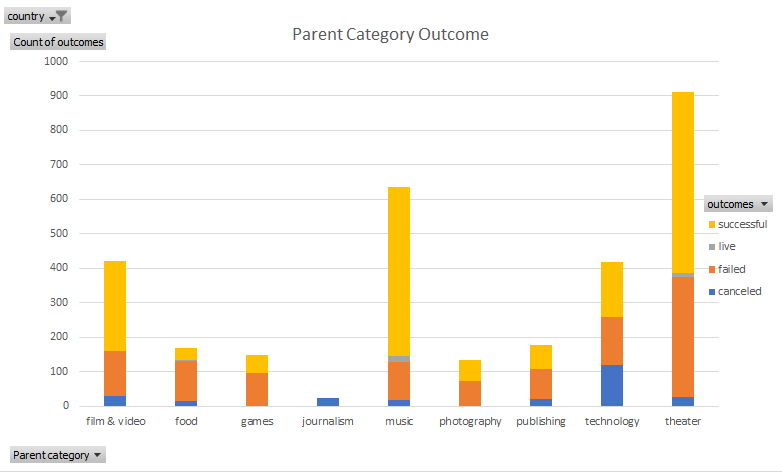 country
Count of outcomes
Parent Category Outcome
1000
900
800
700
600
500
400
300
200
100
0
film & video food games journalism music photography publishing technology theater
outcomes
successful
live
failed
canceled
Parent category